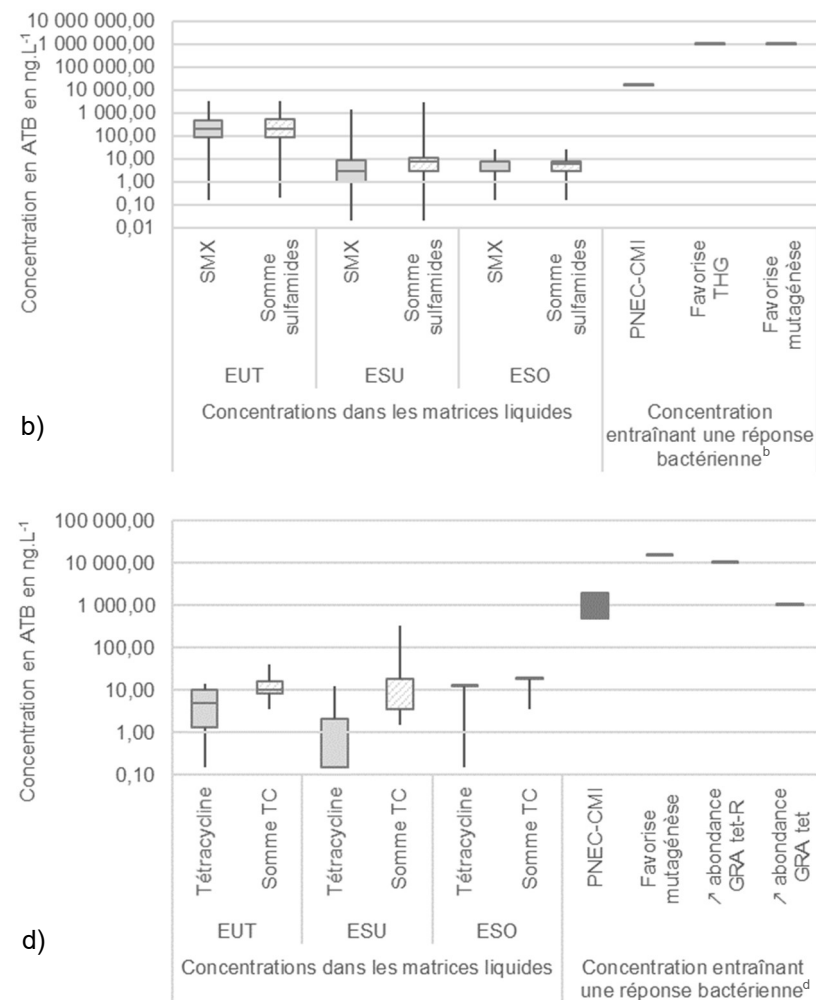 Concentration en ATB en ng.L-1
10 000 000,00
1 000 000,00
100 000,00
10 000,00
1 000,00
100,00
10,00
1,00
0,10
0,01
SMX
Somme
sulfamides
SMX
Somme
sulfamides
SMX
Somme
sulfamides
PNEC-CMI
Favorise
THG
Favorise
mutagénèse
EUT
ESU
ESO
Concentrations dans les matrices liquides
Concentration
entraînant une réponse
bactérienneb
b)
Concentration en ATB en ng.L-1
100 000,00
10 000,00
1 000,00
100,00
10,00
1,00
0,10
Tétracycline
Somme TC
Tétracycline
Somme TC
Tétracycline
Somme TC
PNEC-CMI
Favorise
mutagénèse
↗ abondance
GRA tet-R
↗ abondance
GRA tet
EUT
ESU
ESO
Concentrations dans les matrices liquides
Concentration entraînant
une réponse bactérienned
d)